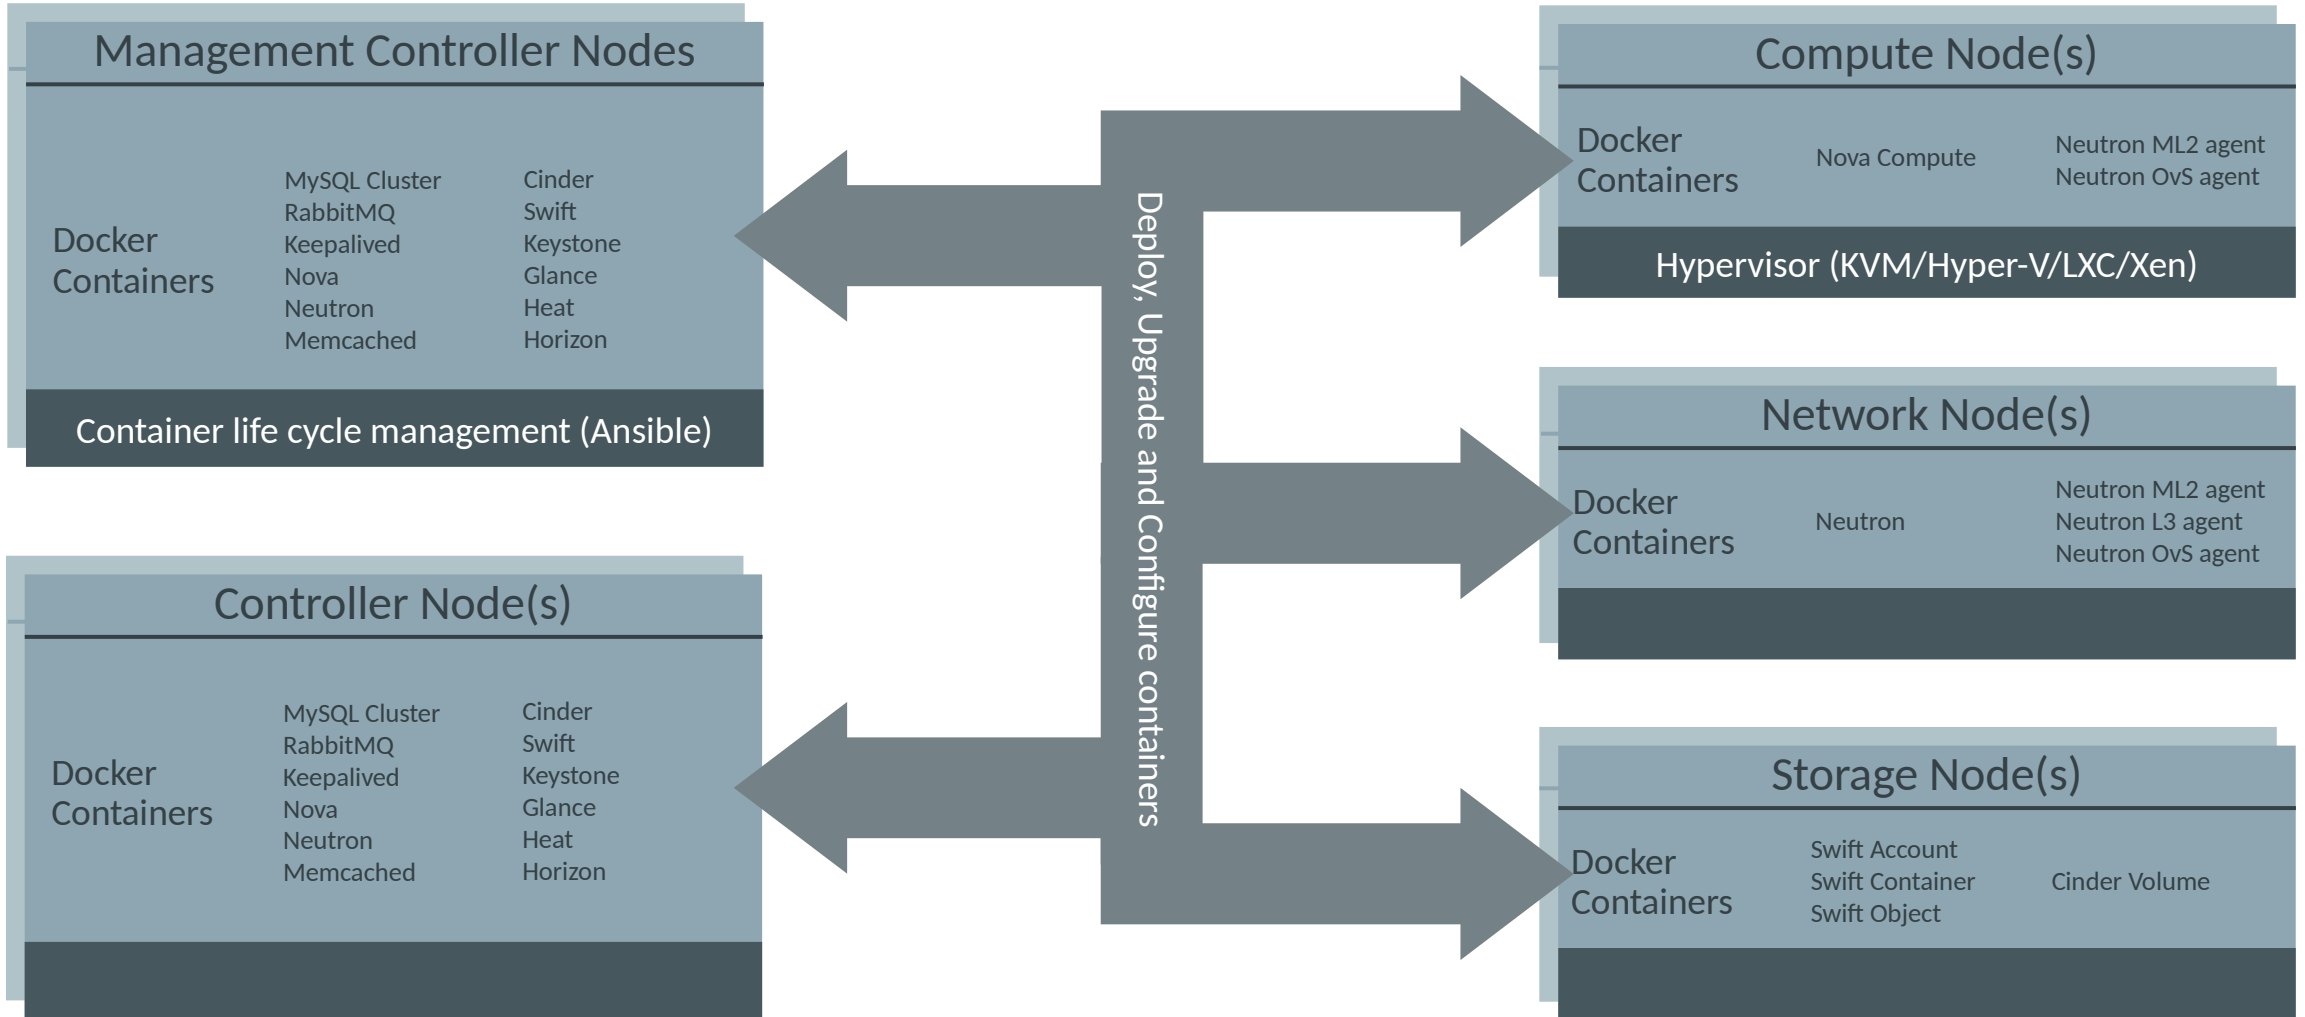 Management Controller Nodes
Docker
Containers
MySQL Cluster
RabbitMQ
Keepalived
Nova
Neutron
Memcached
Cinder
Swift
Keystone
Glance
Heat
Horizon
Container life cycle management (Ansible)
Controller Node(s)
Docker
Containers
MySQL Cluster
RabbitMQ
Keepalived
Nova
Neutron
Memcached
Cinder
Swift
Keystone
Glance
Heat
Horizon
Deploy, Upgrade and Configure containers
Compute Node(s)
Docker
Containers
Nova Compute
Neutron ML2 agent
Neutron OvS agent
Hypervisor (KVM/Hyper-V/LXC/Xen)
Network Node(s)
Docker
Containers
Neutron
Neutron ML2 agent
Neutron L3 agent
Neutron OvS agent
Storage Node(s)
Docker
Containers
Swift Account
Swift Container
Swift Object
Cinder Volume